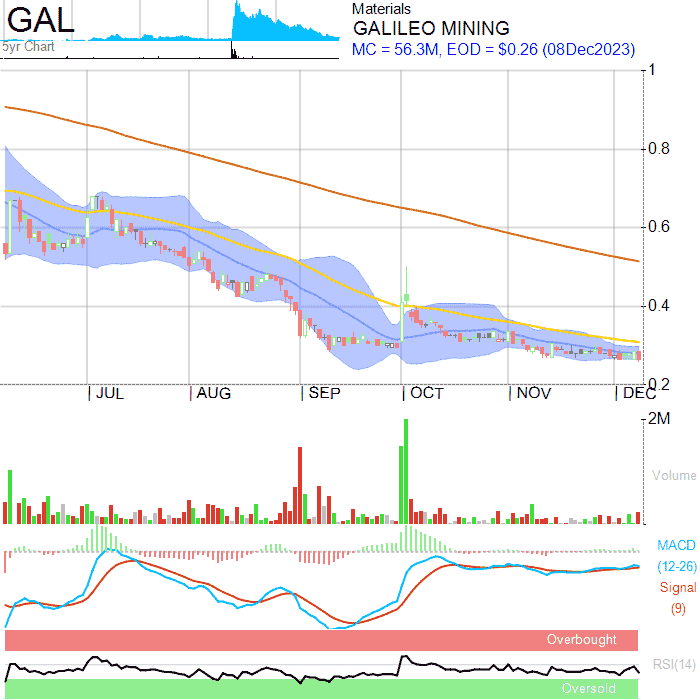 GAL
5yr Chart
Materials
GALILEO MINING
MC = 56.3M, EOD = $0.26 (08Dec2023)
1
0.8
0.6
0.4
0.2
JUL AUG SEP OCT NOV DEC
2M
Volume
MACD
(12-26)
Signal
(9)
Overbought
RSI(14)
Oversold